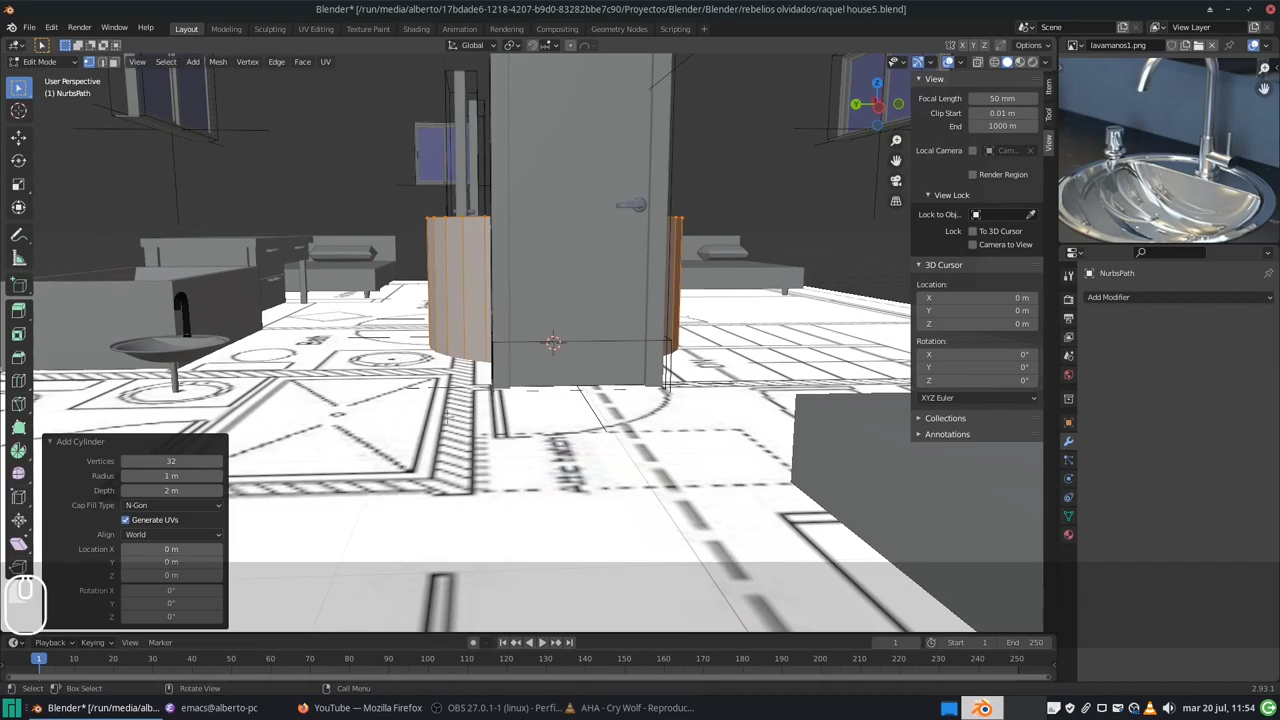 Blender* [/run/media/alberto/17bdade6-1218-4207-b9d0-83282bbe7c90/Proyectos/Blender/Blender/rebelios olvidados/raquel house5.blend]
File Edit Render Window Help Layout Modeling Sculpting UV Editing Texture Paint Shading Animation Rendering Compositing Geometry Nodes Scripting + Scene View Layer
Global X Y Z Options lavamanos1.png
Edit Mode View Select Add Mesh Vertex Edge Face UV
User Perspective
(1) NurbsPath
Z
Y
View
Focal Length 50 mm
Clip Start 0.01 m
End 1000 m
Local Camera Cam...
Render Region
View Lock
Lock to Obj...
Lock: To 3D Cursor
Camera to View
3D Cursor
Location:
X 0 m
Y 0 m
Z 0 m
Rotation:
X 0°
Y 0°
Z 0°
XYZ Euler
Collections
Annotations
Item
Tool
View
NurbsPath
Add Modifier
Add Cylinder
Vertices 32
Radius 1 m
Depth 2 m
Cap Fill Type N-Gon
Generate UVs
Align World
Location X 0 m
Y 0 m
Z 0 m
Rotation X 0°
Y 0°
Z 0°
Playback Keying View Marker 1 Start 1 End 250
1 10 20 30 40 50 60 70 80 90 100 110 120 130 140 150 160 170 180 190 200 210 220 230 240 250
Select Box Select Rotate View Call Menu 2.93.1
Blender* [/run/media/alb... emacs@alberto-pc YouTube — Mozilla Firefox OBS 27.0.1-1 (linux) - Perfi... AHA - Cry Wolf - Reproduc... mar 20 jul, 11:54